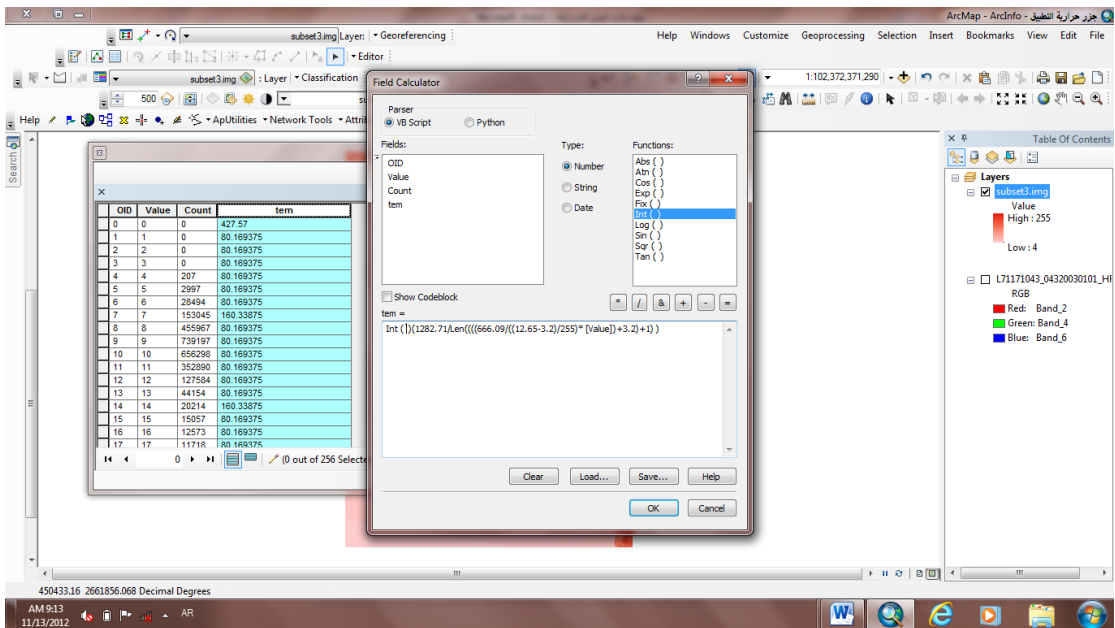 ArcMap - ArcInfo - جزر حرارية التطبيق
File Edit View Bookmarks Insert Selection Geoprocessing Customize Windows Help
Georeferencing Layer: subset3.img
Editor
1:102,372,371,290
Classification Layer : subset3.img
500
Help ApUtilities Network Tools Attri
Search
OID Value Count tem
0 0 0 427.57
1 1 0 80.169375
2 2 0 80.169375
3 3 0 80.169375
4 4 207 80.169375
5 5 2997 80.169375
6 6 28494 80.169375
7 7 153045 160.33875
8 8 455967 80.169375
9 9 739197 80.169375
10 10 656298 80.169375
11 11 352890 80.169375
12 12 127584 80.169375
13 13 44154 80.169375
14 14 20214 160.33875
15 15 15057 80.169375
16 16 12573 80.169375
17 17 11718 80.169375
0 (0 out of 256 Selecte
Field Calculator
Parser
VB Script Python
Fields: Type: Functions:
OID
Value
Count
tem
Number
String
Date
Abs ( )
Atn ( )
Cos ( )
Exp ( )
Fix ( )
Int ( )
Log ( )
Sin ( )
Sqr ( )
Tan ( )
Show Codeblock
* / & + - =
tem =
Int ( )(1282.71/Len((((666.09/((12.65-3.2)/255)* [Value])+3.2)+1) )
Clear Load... Save... Help
OK Cancel
Table Of Contents
Layers
subset3.img
Value
High : 255
Low : 4
L71171043_04320030101_HF
RGB
Red: Band_2
Green: Band_4
Blue: Band_6
450433.16 2661856.068 Decimal Degrees
AM 9:13
11/13/2012
AR